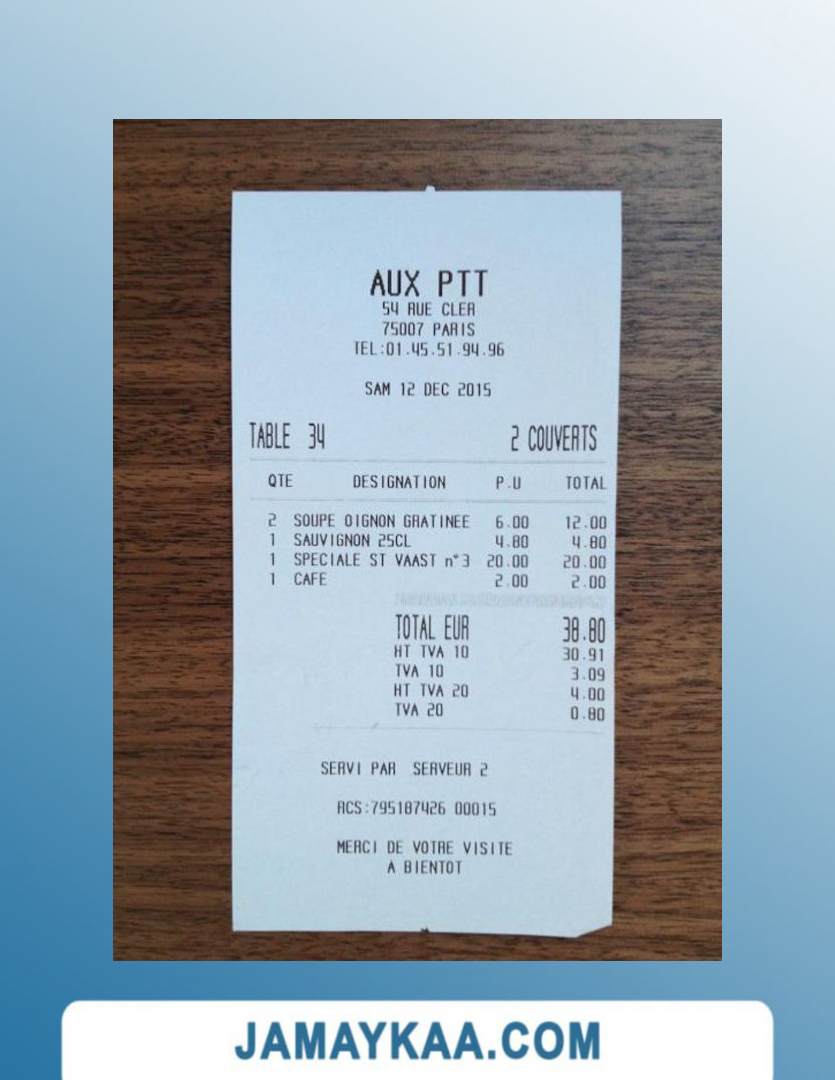 AUX PTT
54 RUE CLER
75007 PARIS
TEL:01.45.51.94.96
SAM 12 DEC 2015
TABLE 34 2 COUVERTS
QTE DESIGNATION P.U TOTAL
2 SOUPE OIGNON GRATINEE 6.00 12.00
1 SAUVIGNON 25CL 4.80 4.80
1 SPECIALE ST VAAST n°3 20.00 20.00
1 CAFE 2.00 2.00
TOTAL EUR 38.80
HT TVA 10 30.91
TVA 10 3.09
HT TVA 20 4.00
TVA 20 0.80
SERVI PAR SERVEUR 2
RCS:795187426 00015
MERCI DE VOTRE VISITE
A BIENTOT
JAMAYKAA.COM